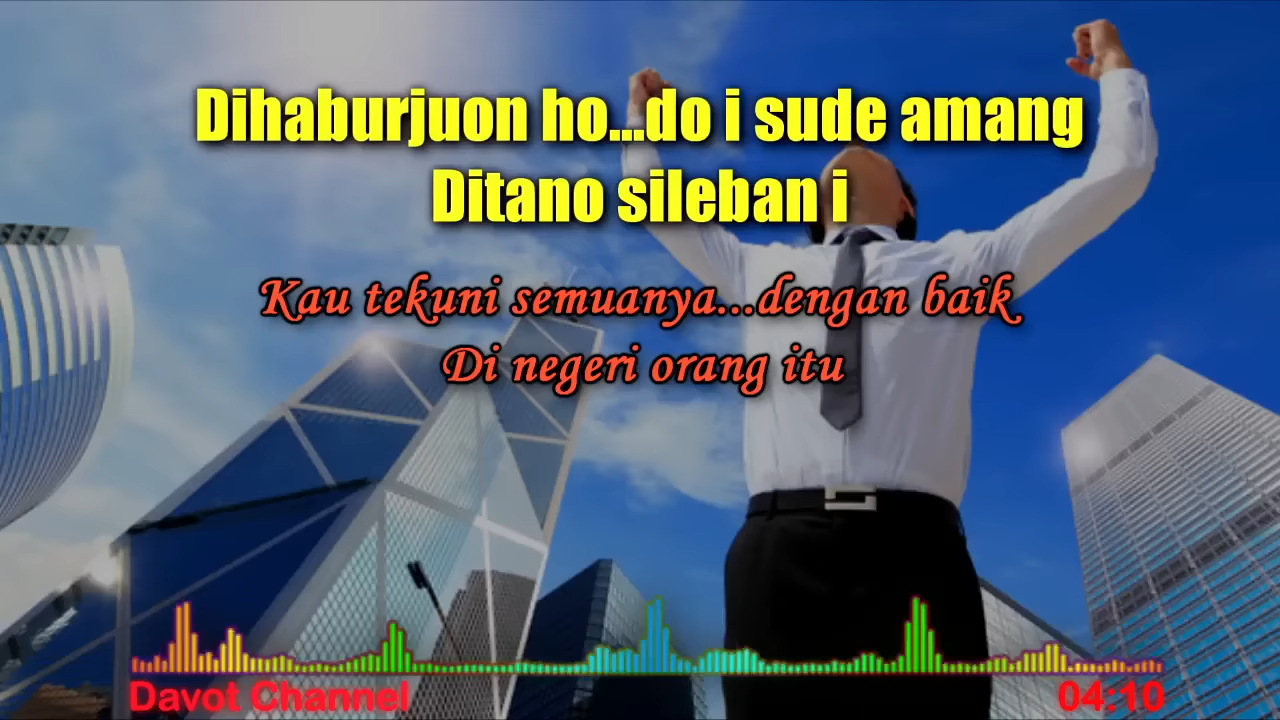 Dihaburjuon ho...do i sude amang
Ditano sileban i
Kau tekuni semuanya...dengan baik
Di negeri orang itu
Davot Channel
04:10